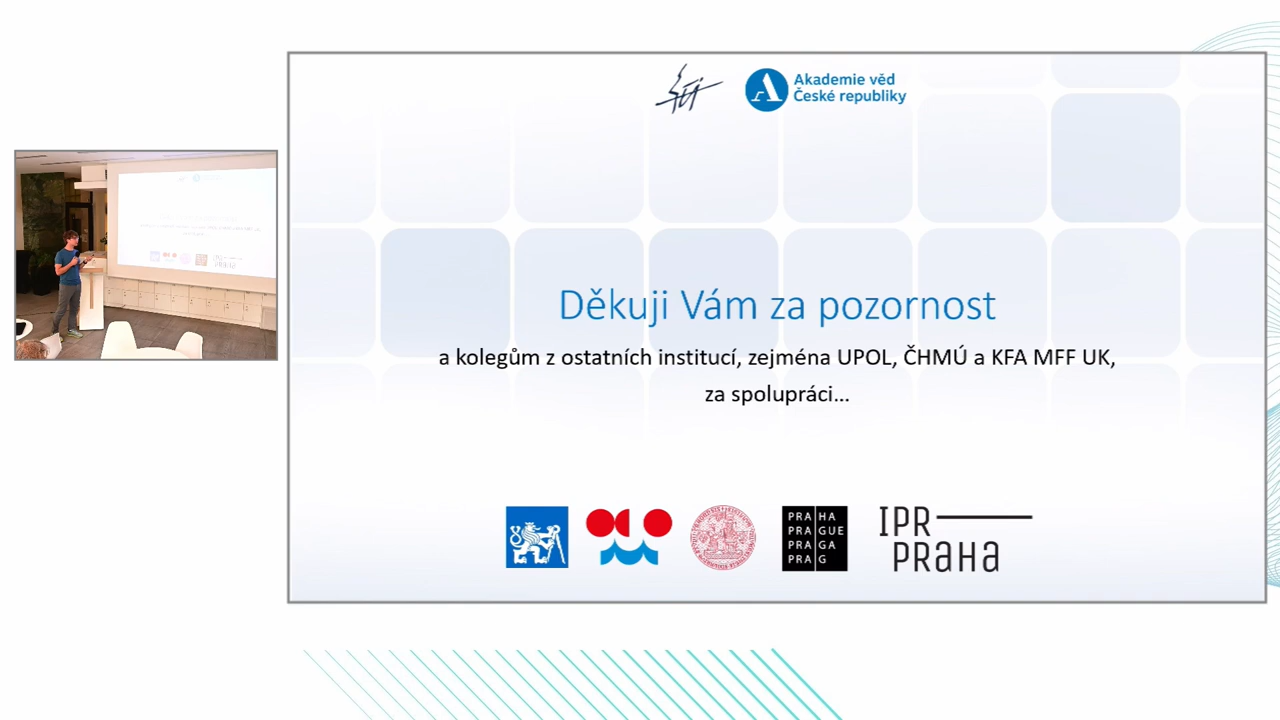 Akademie věd
České republiky
Děkuji Vám za pozornost
a kolegům z ostatních institucí, zejména UPOL, ČHMÚ a KFA MFF UK,
za spolupráci...
PRA HA
PRA GUE
PRA GA
PRA G
IPR
PRAHA